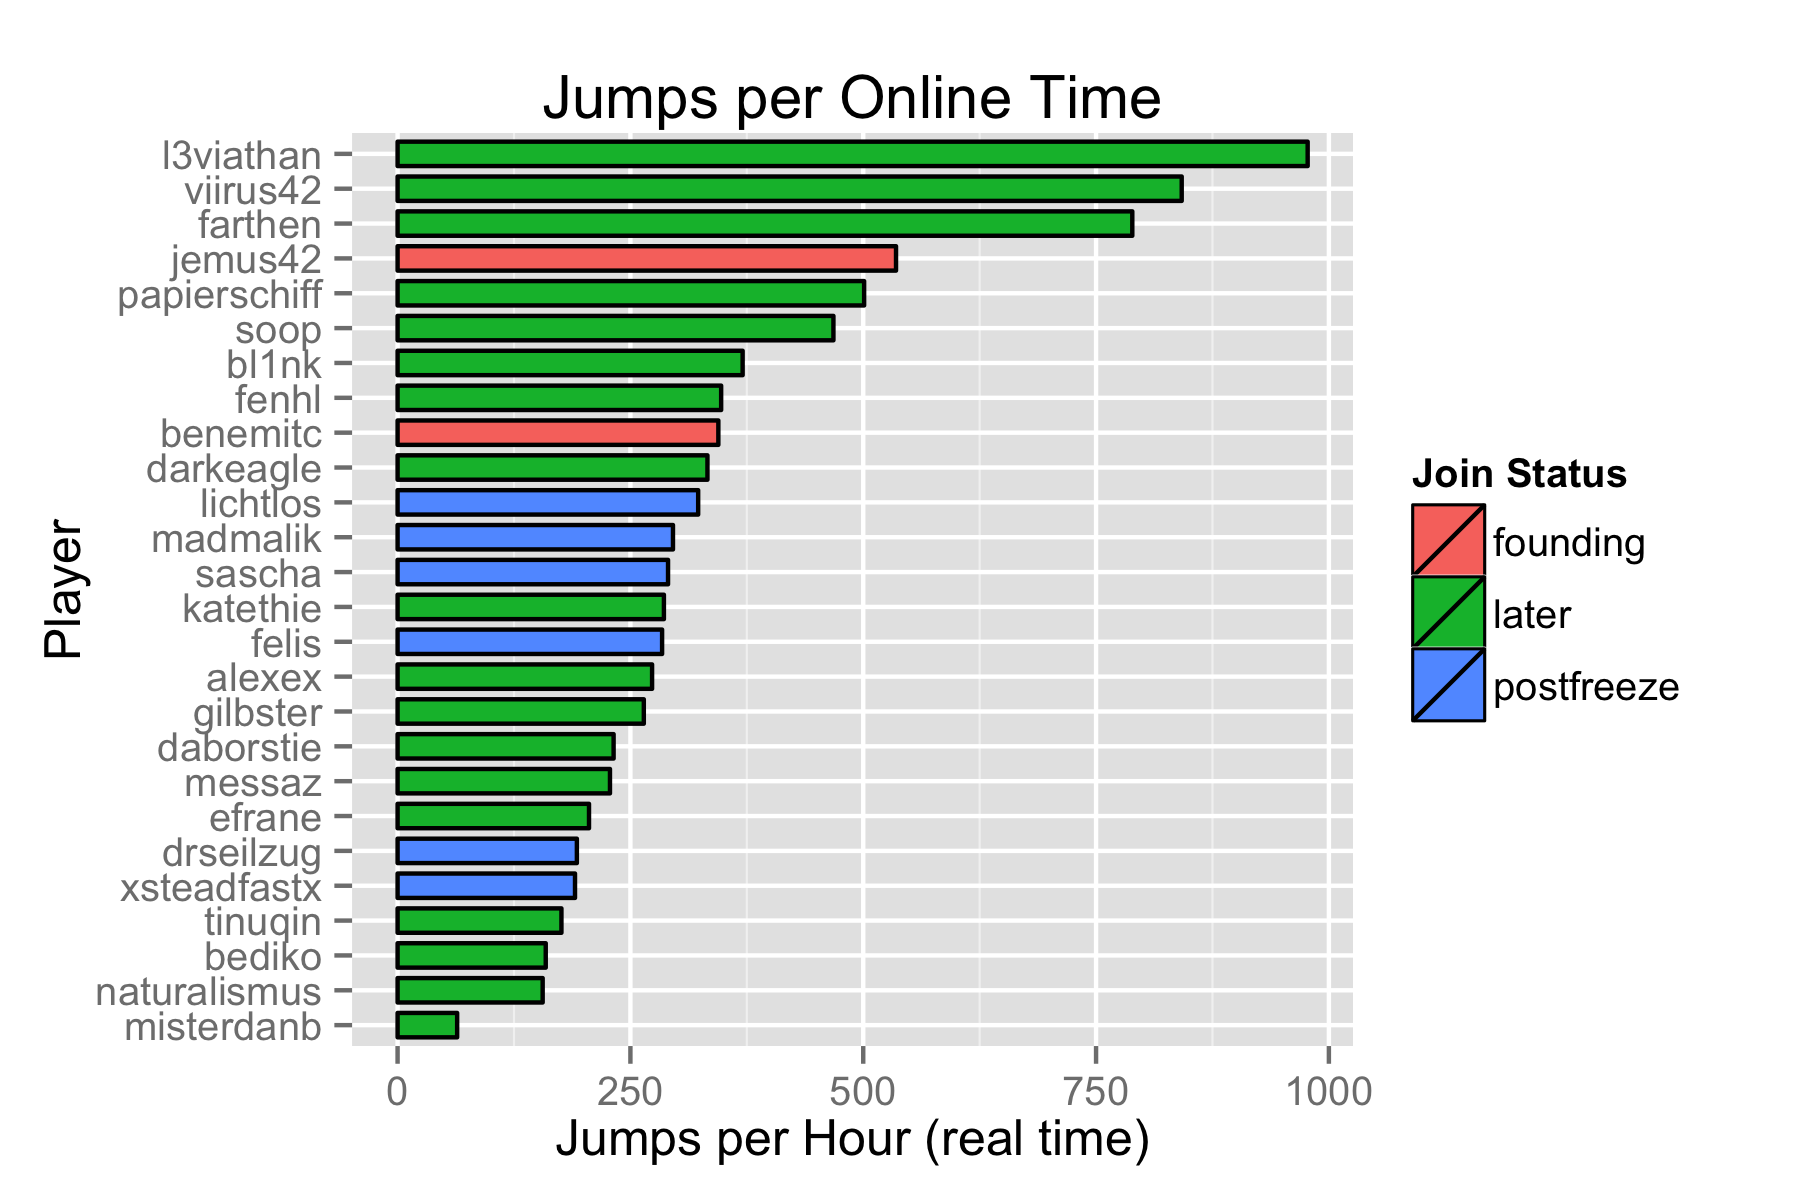 Jumps per Online Time
l3viathan
viirus42
farthen
jemus42
papierschiff
soop
bl1nk
fenhl
benemitc
darkeagle
lichtlos
madmalik
sascha
katethie
felis
alexex
gilbster
daborstie
messaz
efrane
drseilzug
xsteadfastx
tinuqin
bediko
naturalismus
misterdanb
Player
0 250 500 750 1000
Jumps per Hour (real time)
Join Status
founding
later
postfreeze